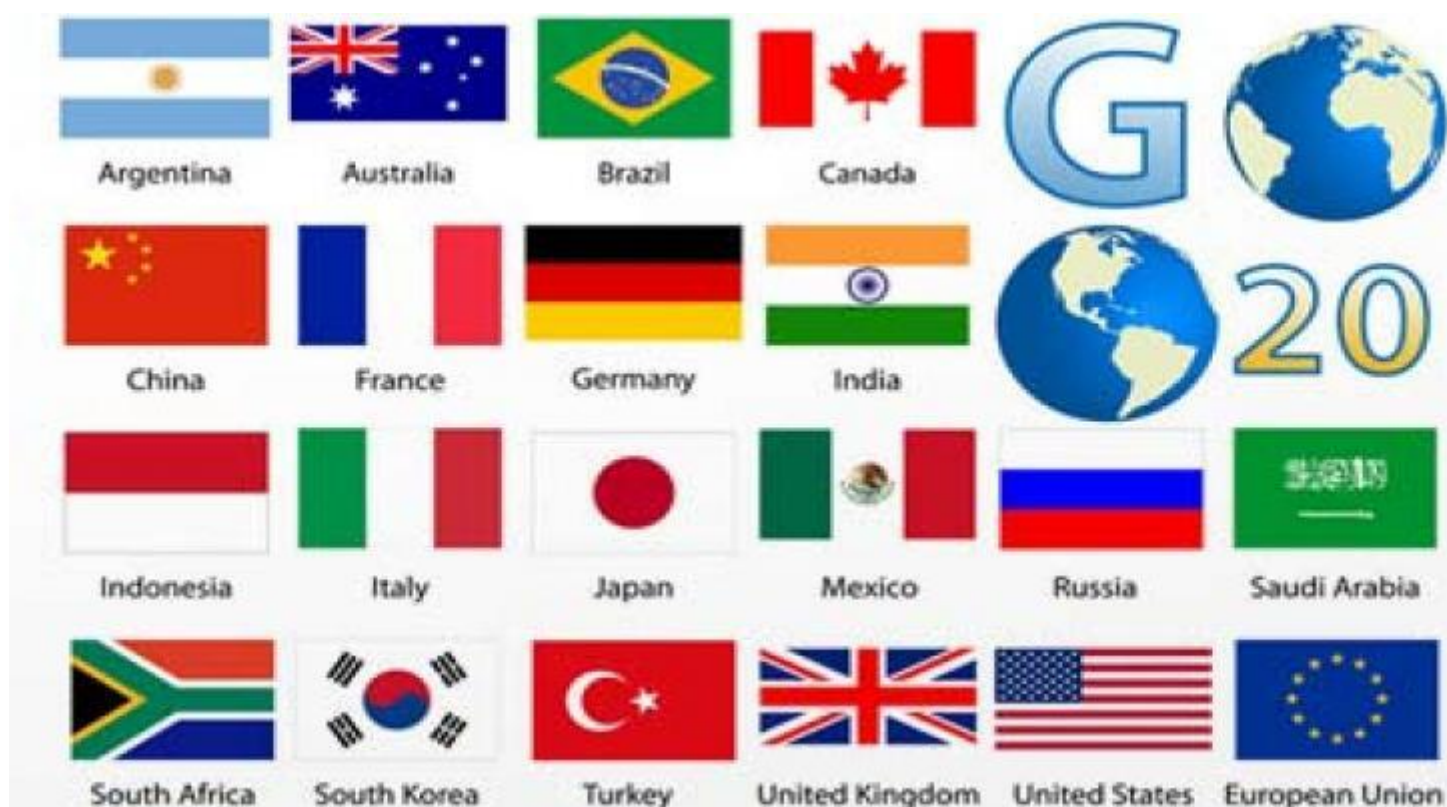 Argentina Australia Brazil Canada G
China France Germany India 20
Indonesia Italy Japan Mexico Russia Saudi Arabia
South Africa South Korea Turkey United Kingdom United States European Union